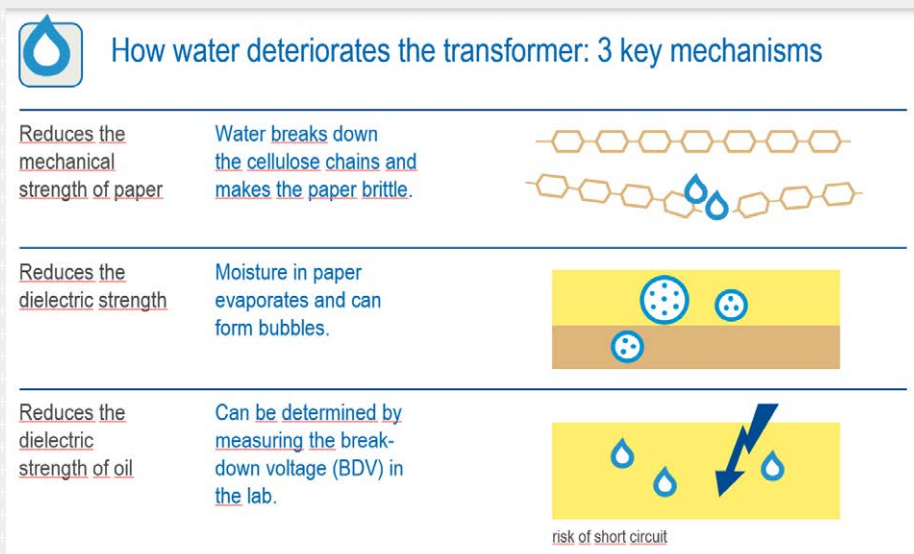 How water deteriorates the transformer: 3 key mechanisms
Reduces the
mechanical
strength of paper
Water breaks down
the cellulose chains and
makes the paper brittle.
Reduces the
dielectric strength
Moisture in paper
evaporates and can
form bubbles.
Reduces the
dielectric
strength of oil
Can be determined by
measuring the break-
down voltage (BDV) in
the lab.
risk of short circuit